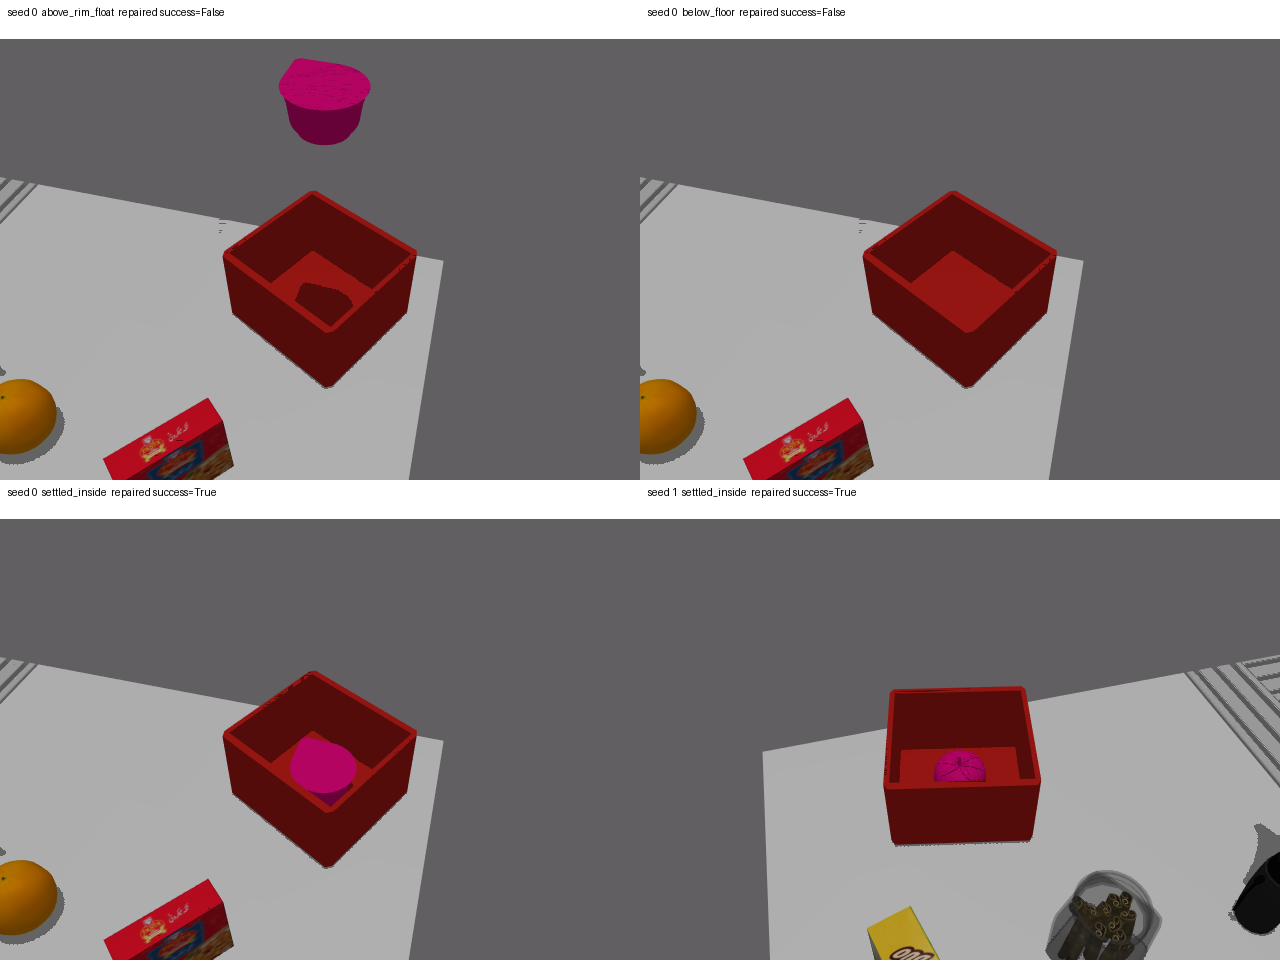 seed 0 above_rim_float repaired success=False
seed 0 below_floor repaired success=False
seed 0 settled_inside repaired success=True
seed 1 settled_inside repaired success=True